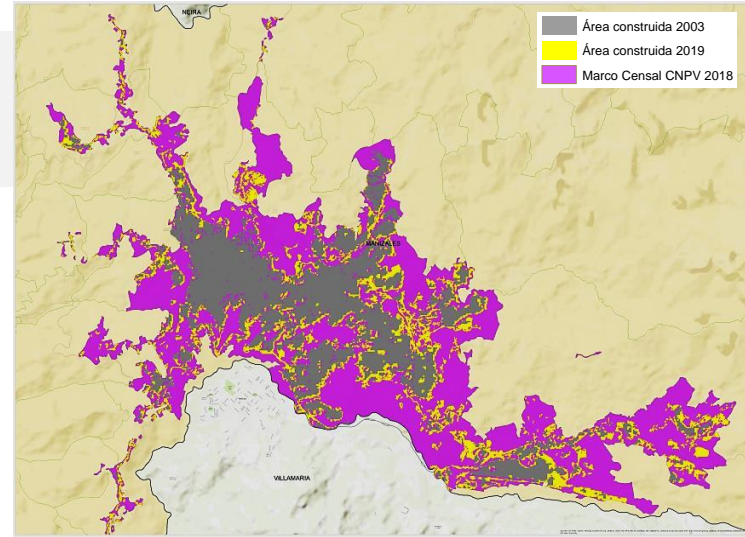 NEIRA
Área construida 2003
Área construida 2019
Marco Censal CNPV 2018
MANIZALES
VILLAMARIA